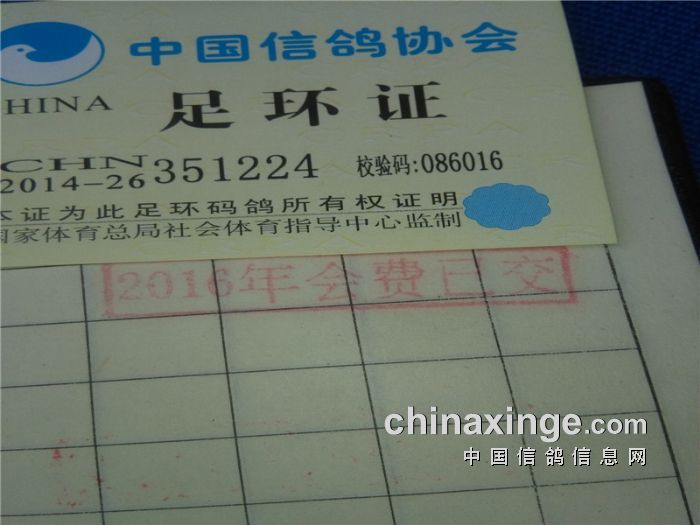 中国信鸽协会
HINA 足环证
CHN
2014-26 351224 校验码:086016
本证为此足环码鸽所有权证明
国家体育总局社会体育指导中心监制
2016年会费已交
chinaxinge.com
中国信鸽信息网